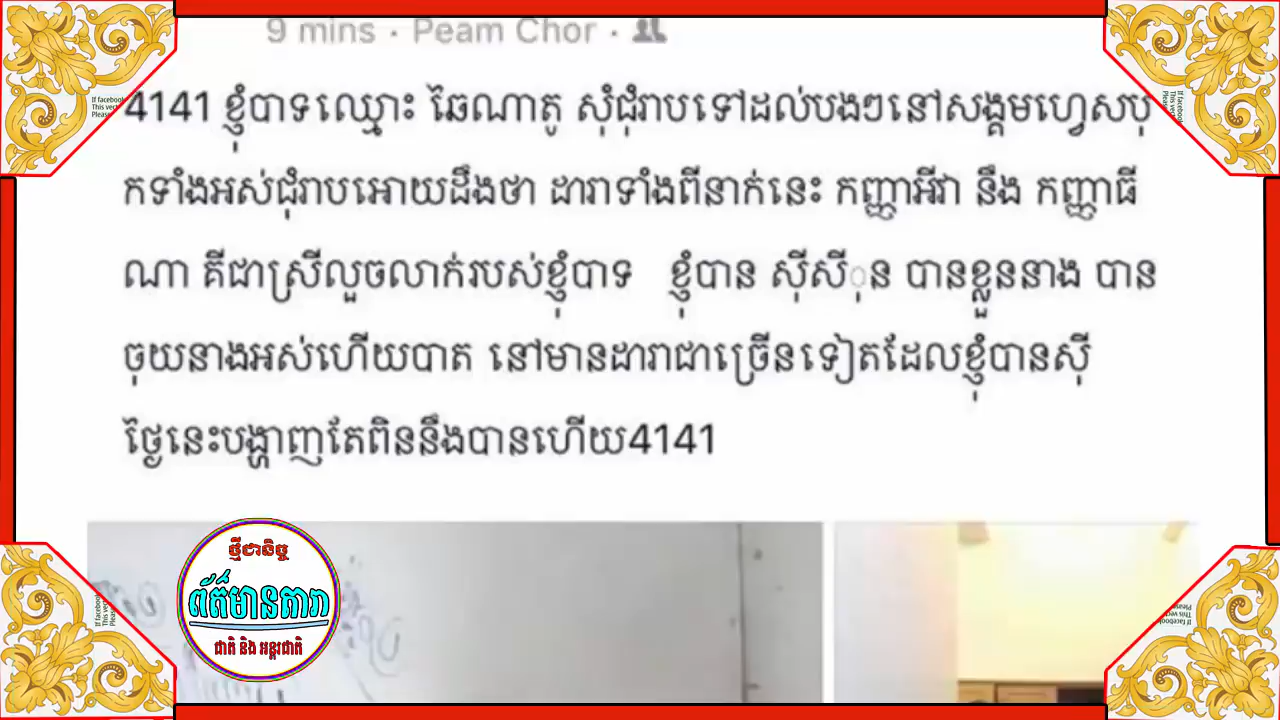 9 mins · Peam Chor ·
4141 ខ្ញុំបាទឈ្មោះ ឆៃណាតូ សុំជុំរាបទៅដល់បងៗនៅសង្គមហ្វេសបុ
កទាំងអស់ជុំរាបអោយដឹងថា ដារាទាំងពីនាក់នេះ កញ្ញាអីវា នឹង កញ្ញាធី
ណា គីជាស្រីលួចលាក់របស់ខ្ញុំបាទ ខ្ញុំបាន ស៊ីសីុន បានខ្លួននាង បាន
ចុយនាងអស់ហើយបាត នៅមានដារាជាច្រើនទៀតដែលខ្ញុំបានស៊ី
ថ្ងៃនេះបង្ហាញតែពិននឹងបានហើយ4141
ថ្មីជានិច្ច
ព័ត៌មានតារា
ជាតិ និង អន្តរជាតិ